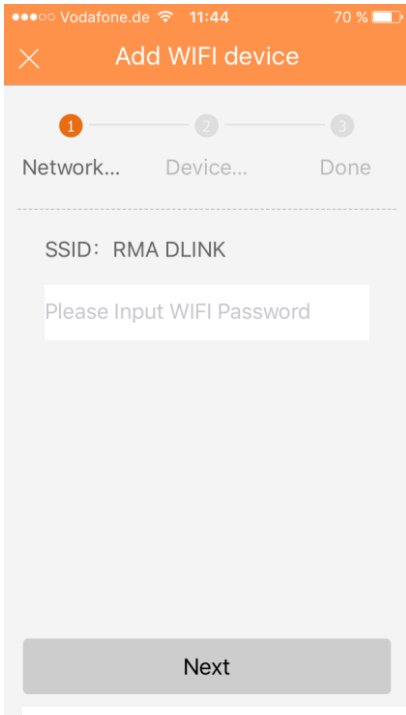 Vodafone.de 11:44 70 %
Add WIFI device
1 2 3
Network... Device... Done
SSID: RMA DLINK
Please Input WIFI Password
Next